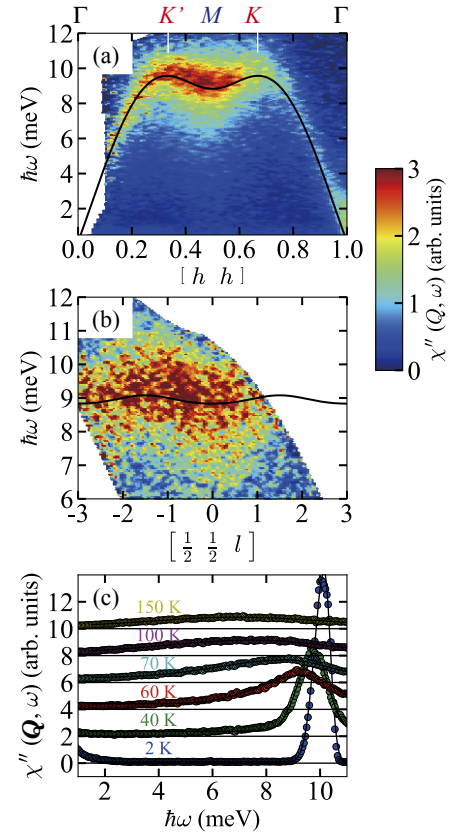 Γ K’ M K Γ
(a)
12
10
8
6
4
2
ħω (meV)
0.0 0.2 0.4 0.6 0.8 1.0
[ h h ]
3
2
1
0
χ″ (Q, ω) (arb. units)
(b)
12
11
10
9
8
7
6
ħω (meV)
-3 -2 -1 0 1 2 3
[ 1/2 1/2 l ]
(c)
12
10
8
6
4
2
0
χ″ (Q, ω) (arb. units)
150 K
100 K
70 K
60 K
40 K
2 K
2 4 6 8 10
ħω (meV)